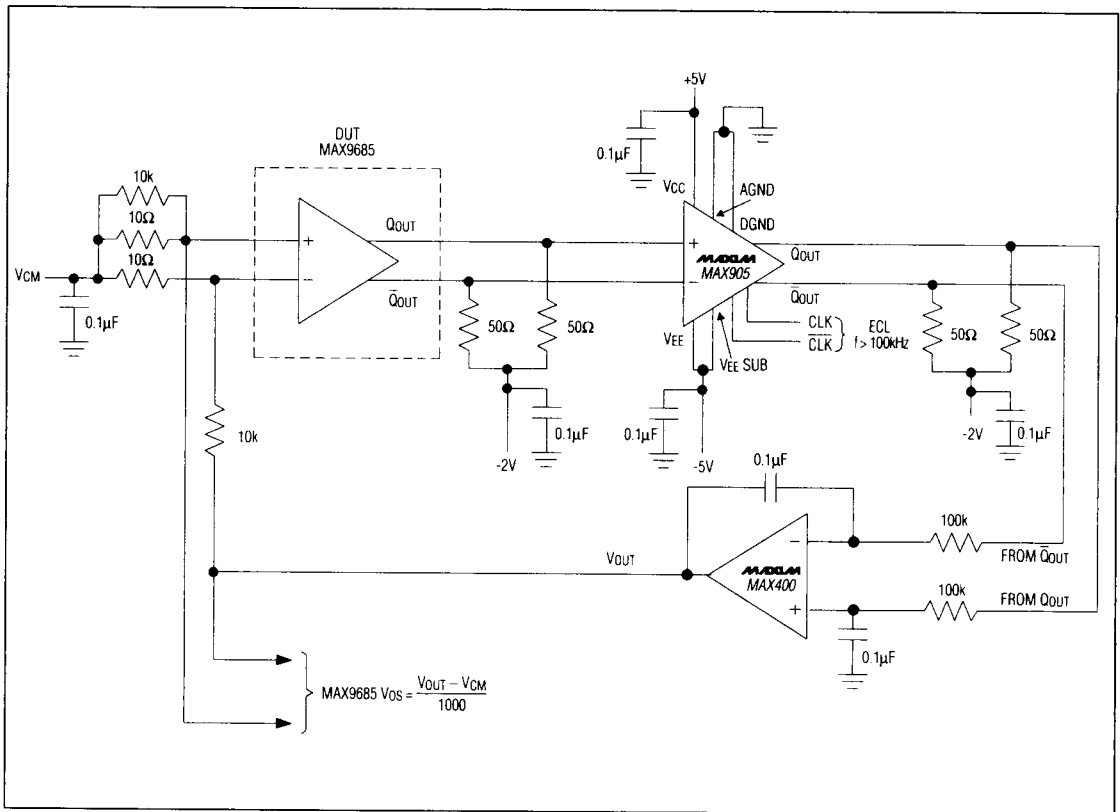 +5V
DUT
MAX9685
0.1µF
10k
VCC
AGND
DGND
10Ω
QOUT
QOUT
10Ω
MAXIM
MAX905
VCM
Q̅OUT
Q̅OUT
0.1µF
50Ω
50Ω
CLK
C̅L̅K̅
ECL
f > 100kHz
50Ω
50Ω
VEE
VEE SUB
10k
0.1µF
0.1µF
0.1µF
-2V
-5V
-2V
0.1µF
100k
VOUT
FROM Q̅OUT
MAXIM
MAX400
100k
FROM QOUT
0.1µF
MAX9685 VOS = VOUT – VCM
1000
+
−
+
−
−
+